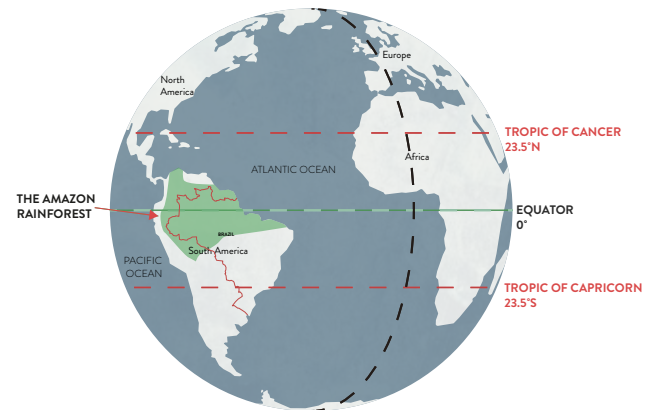 Europe
North
America
TROPIC OF CANCER
23.5°N
Africa
ATLANTIC OCEAN
THE AMAZON
RAINFOREST
EQUATOR
0°
BRAZIL
South America
PACIFIC
OCEAN
TROPIC OF CAPRICORN
23.5°S